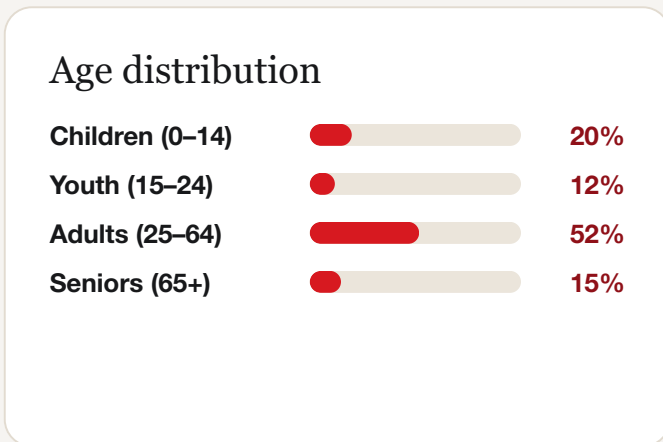 Age distribution
Children (0–14) 20%
Youth (15–24) 12%
Adults (25–64) 52%
Seniors (65+) 15%